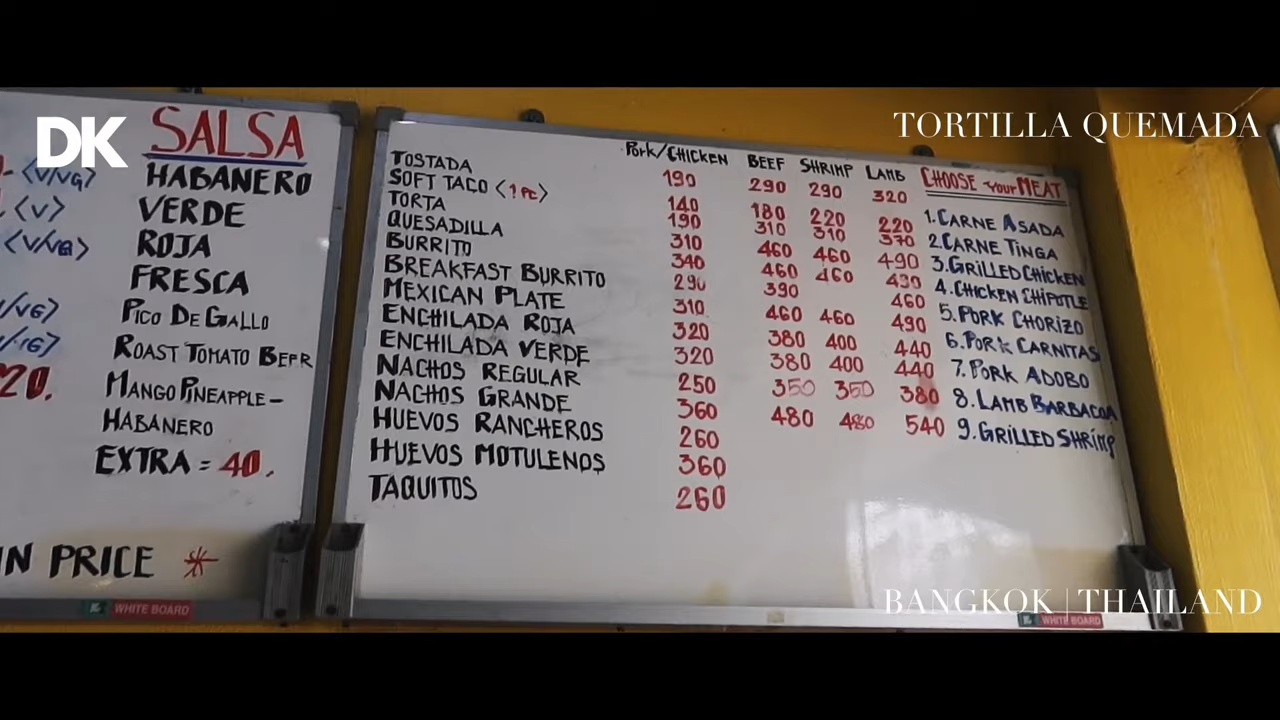 DK
TORTILLA QUEMADA
SALSA
- <V/VG> HABANERO
<V> VERDE
<V/VG> ROJA
FRESCA
PICO DE GALLO
ROAST TOMATO BEER
20. MANGO PINEAPPLE-
HABANERO
EXTRA = 40.
IN PRICE *
WHITE BOARD
PORK/CHICKEN BEEF SHRIMP LAMB
TOSTADA 190 290 290 320
SOFT TACO <1 PC> 140 180 220 220
TORTA 190 310 310 370
QUESADILLA 310 460 460 490
BURRITO 340 460 460 490
BREAKFAST BURRITO 290 390 460
MEXICAN PLATE 310 460 460 490
ENCHILADA ROJA 320 380 400 440
ENCHILADA VERDE 320 380 400 440
NACHOS REGULAR 250 350 350 380
NACHOS GRANDE 360 480 480 540
HUEVOS RANCHEROS 260
HUEVOS MOTULENOS 360
TAQUITOS 260
CHOOSE YOUR MEAT
1. CARNE ASADA
2. CARNE TINGA
3. GRILLED CHICKEN
4. CHICKEN CHIPOTLE
5. PORK CHORIZO
6. PORK CARNITAS
7. PORK ADOBO
8. LAMB BARBACOA
9. GRILLED SHRIMP
BANGKOK | THAILAND
WHITE BOARD